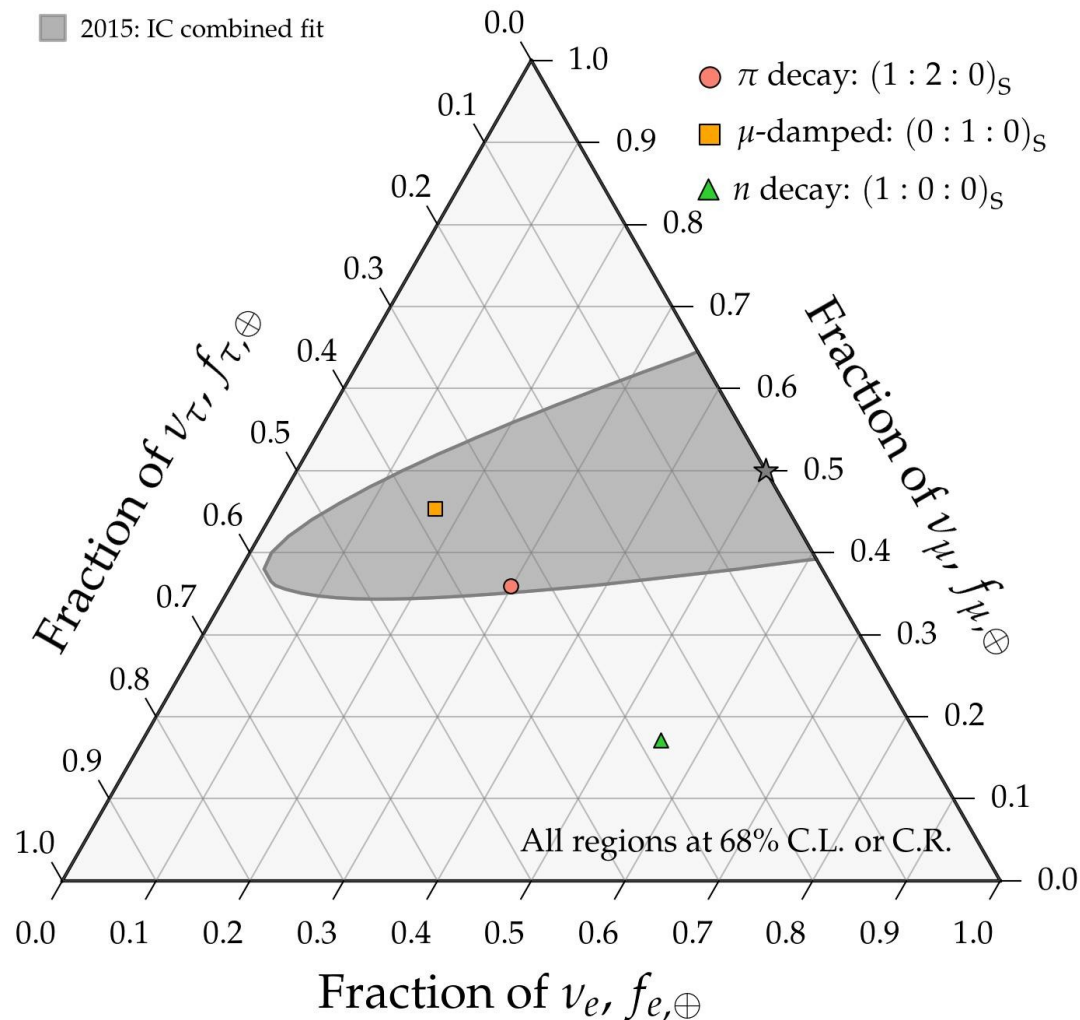 2015: IC combined fit
π decay: (1 : 2 : 0)S
μ-damped: (0 : 1 : 0)S
n decay: (1 : 0 : 0)S
0.0
0.1
0.2
0.3
0.4
0.5
0.6
0.7
0.8
0.9
1.0
Fraction of ντ, fτ,⊕
1.0
0.9
0.8
0.7
0.6
0.5
0.4
0.3
0.2
0.1
0.0
Fraction of νμ, fμ,⊕
All regions at 68% C.L. or C.R.
0.0 0.1 0.2 0.3 0.4 0.5 0.6 0.7 0.8 0.9 1.0
Fraction of νe, fe,⊕